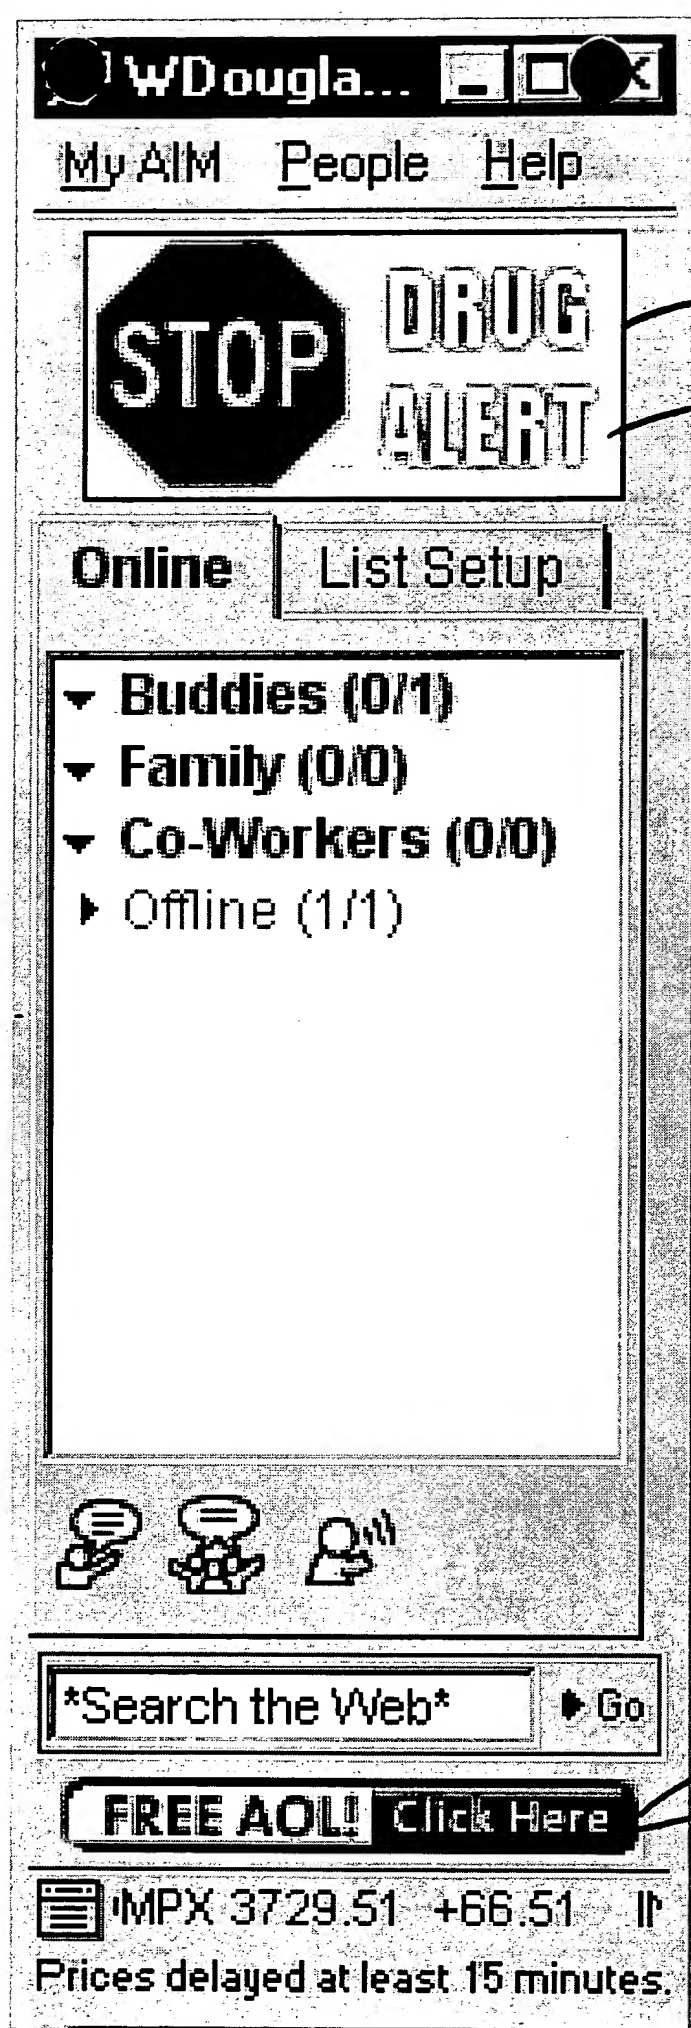 WDougla...
My AIM People Help
STOP
DRUG
ALERT
Online List Setup
Buddies (0/1)
Family (0/0)
Co-Workers (0/0)
Offline (1/1)
*Search the Web* Go
FREE AOL! Click Here
MPX 3729.51 +66.51
Prices delayed at least 15 minutes.